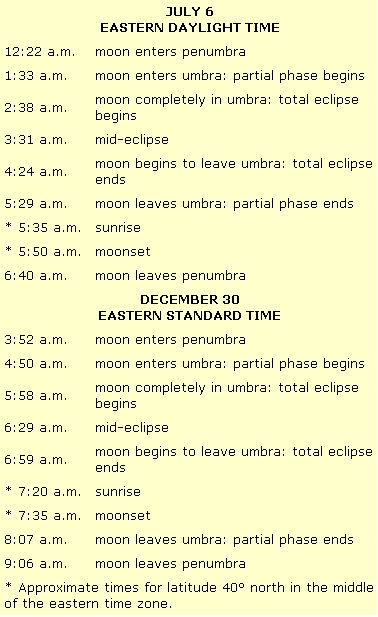 JULY 6
EASTERN DAYLIGHT TIME
12:22 a.m. moon enters penumbra
1:33 a.m. moon enters umbra: partial phase begins
2:38 a.m. moon completely in umbra: total eclipse
begins
3:31 a.m. mid-eclipse
4:24 a.m. moon begins to leave umbra: total eclipse
ends
5:29 a.m. moon leaves umbra: partial phase ends
* 5:35 a.m. sunrise
* 5:50 a.m. moonset
6:40 a.m. moon leaves penumbra
DECEMBER 30
EASTERN STANDARD TIME
3:52 a.m. moon enters penumbra
4:50 a.m. moon enters umbra: partial phase begins
5:58 a.m. moon completely in umbra: total eclipse
begins
6:29 a.m. mid-eclipse
6:59 a.m. moon begins to leave umbra: total eclipse
ends
* 7:20 a.m. sunrise
* 7:35 a.m. moonset
8:07 a.m. moon leaves umbra: partial phase ends
9:06 a.m. moon leaves penumbra
* Approximate times for latitude 40º north in the middle
of the eastern time zone.